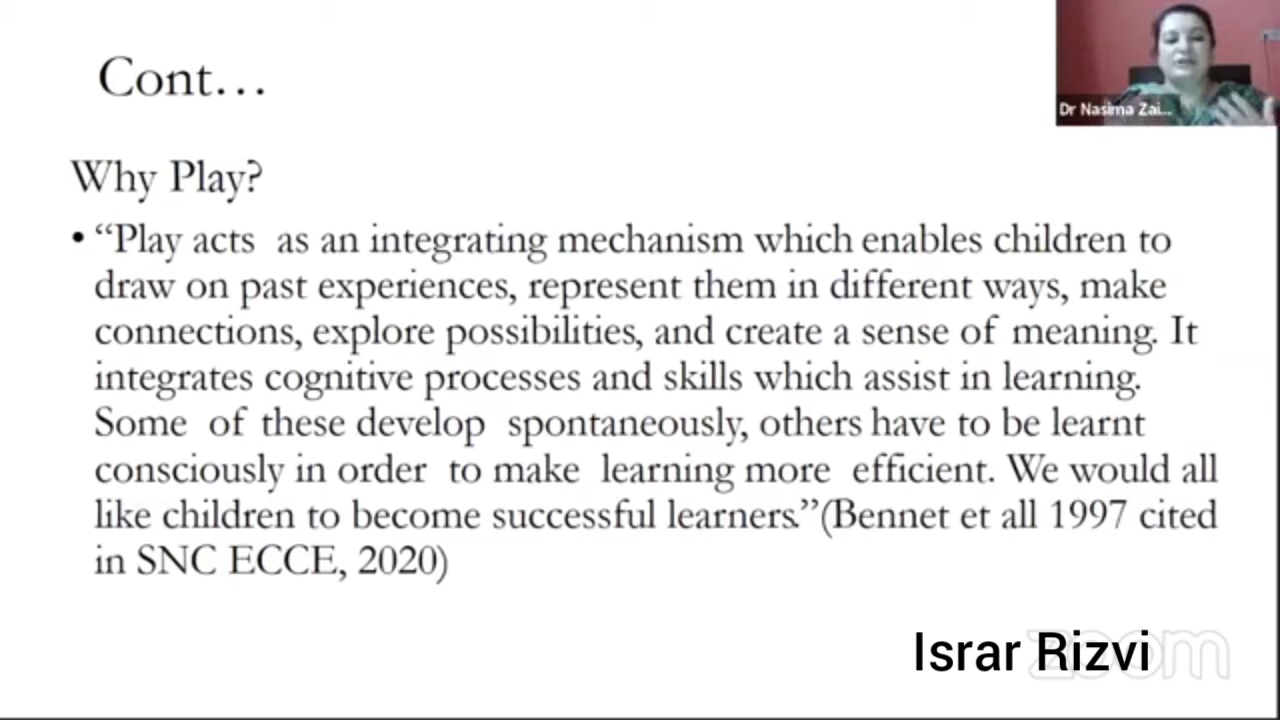 Cont...
Dr Nasima Zai...
Why Play?
• “Play acts as an integrating mechanism which enables children to
draw on past experiences, represent them in different ways, make
connections, explore possibilities, and create a sense of meaning. It
integrates cognitive processes and skills which assist in learning.
Some of these develop spontaneously, others have to be learnt
consciously in order to make learning more efficient. We would all
like children to become successful learners.”(Bennet et all 1997 cited
in SNC ECCE, 2020)
Israr Rizvi
zoom